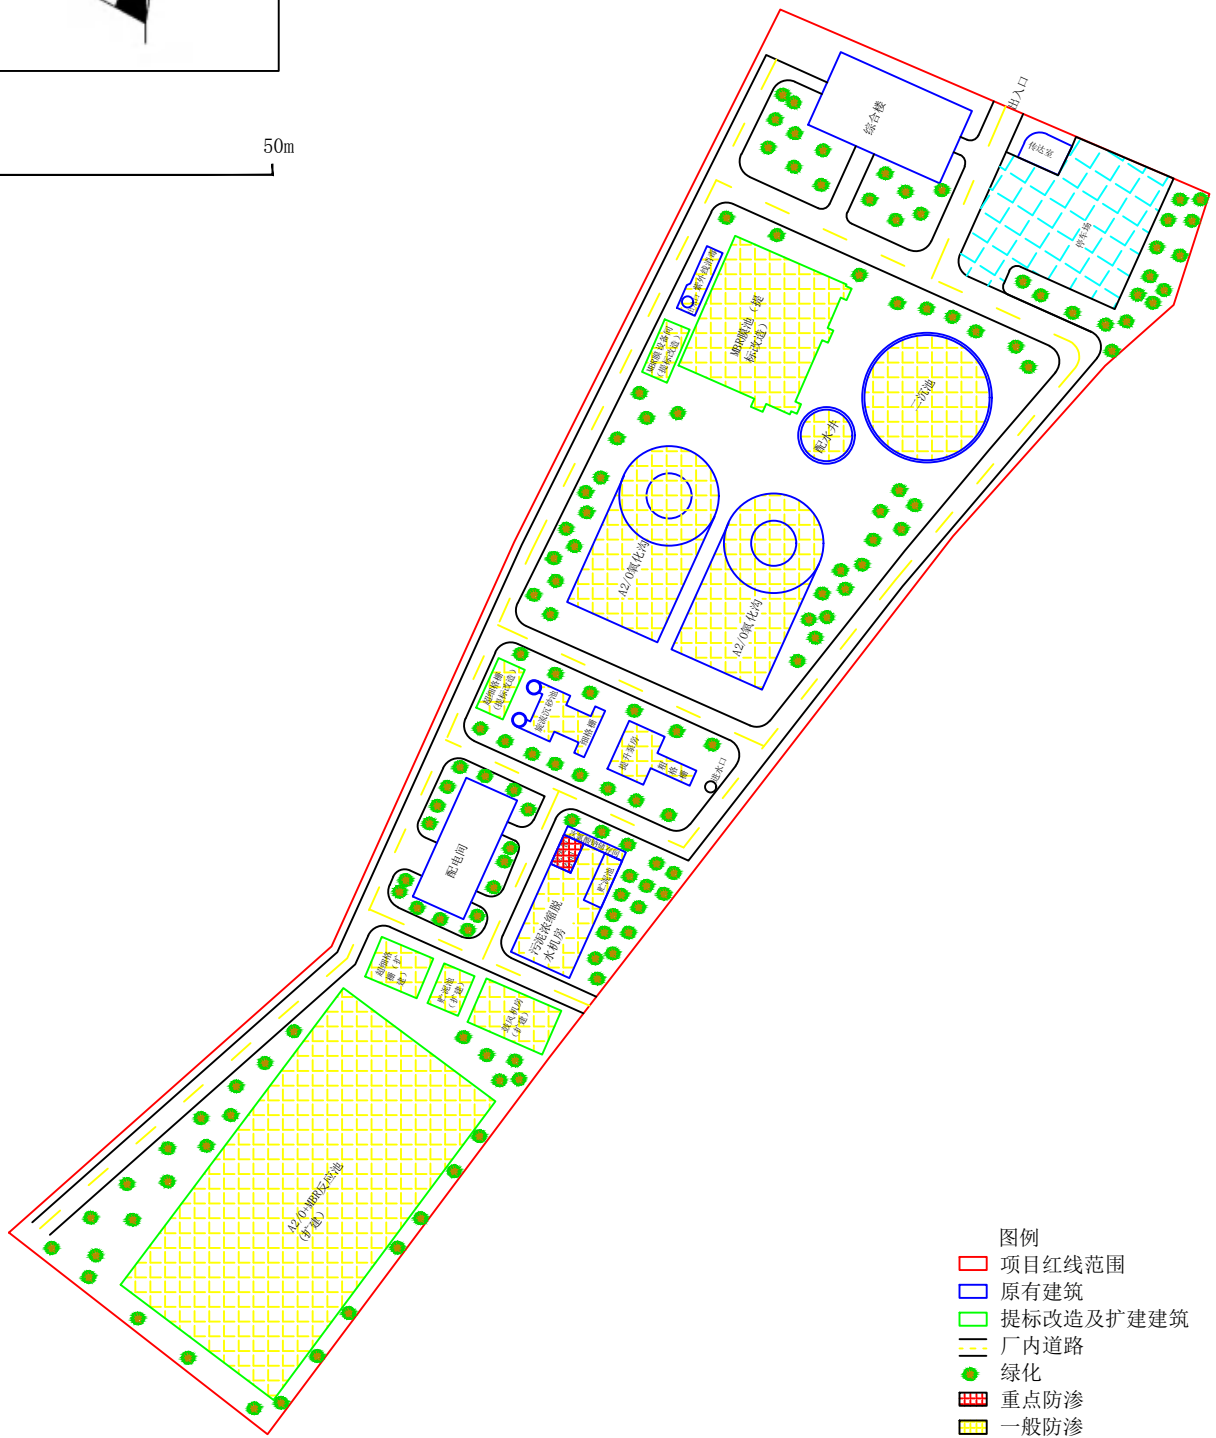 50m
出入口
综合楼
传达室
停车场
紫外线消毒
MBR膜池（提
标改造）
MBR膜设备间
（提标改造）
二沉池
配水井
A2/O氧化沟
A2/O氧化沟
超细格栅
（提标改造）
旋流沉砂池
细格栅
提升泵房
粗
格
栅
进水口
配电间
贮泥池
污泥浓缩脱
水机房
超细格
栅（扩
建）
贮泥池
（扩建）
鼓风机房
（扩建）
A2/O+MBR反应池
（扩建）
图例
项目红线范围
原有建筑
提标改造及扩建建筑
厂内道路
绿化
重点防渗
一般防渗